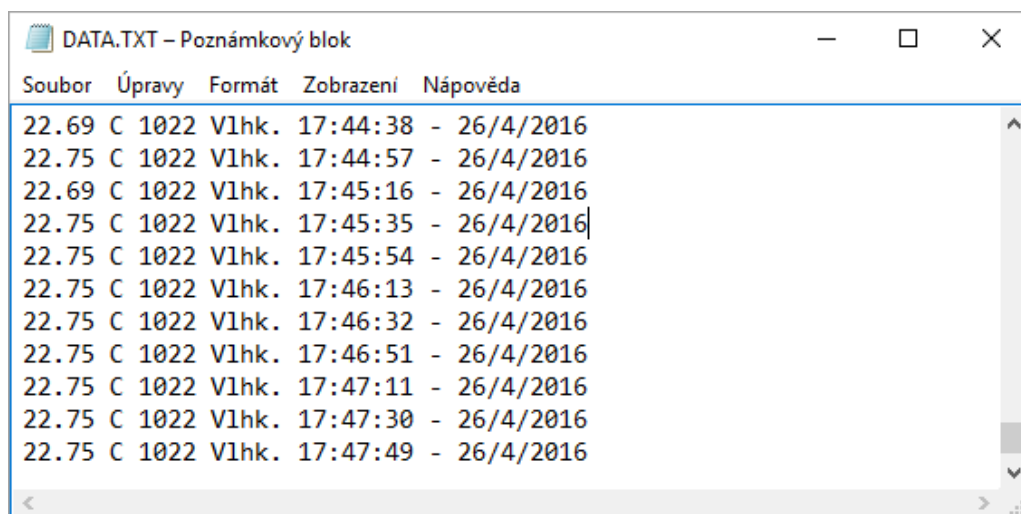 DATA.TXT – Poznámkový blok
Soubor Úpravy Formát Zobrazení Nápověda
22.69 C 1022 Vlhk. 17:44:38 - 26/4/2016
22.75 C 1022 Vlhk. 17:44:57 - 26/4/2016
22.69 C 1022 Vlhk. 17:45:16 - 26/4/2016
22.75 C 1022 Vlhk. 17:45:35 - 26/4/2016
22.75 C 1022 Vlhk. 17:45:54 - 26/4/2016
22.75 C 1022 Vlhk. 17:46:13 - 26/4/2016
22.75 C 1022 Vlhk. 17:46:32 - 26/4/2016
22.75 C 1022 Vlhk. 17:46:51 - 26/4/2016
22.75 C 1022 Vlhk. 17:47:11 - 26/4/2016
22.75 C 1022 Vlhk. 17:47:30 - 26/4/2016
22.75 C 1022 Vlhk. 17:47:49 - 26/4/2016